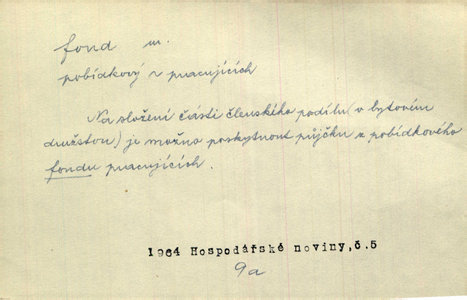 fond m.
pobídkový ~ pracujících
Na složení části členského podílu (v bytovém
družstvu) je možno poskytnout půjčku z pobídkového
fondu pracujících.
1964 Hospodářské noviny,č.5
9a